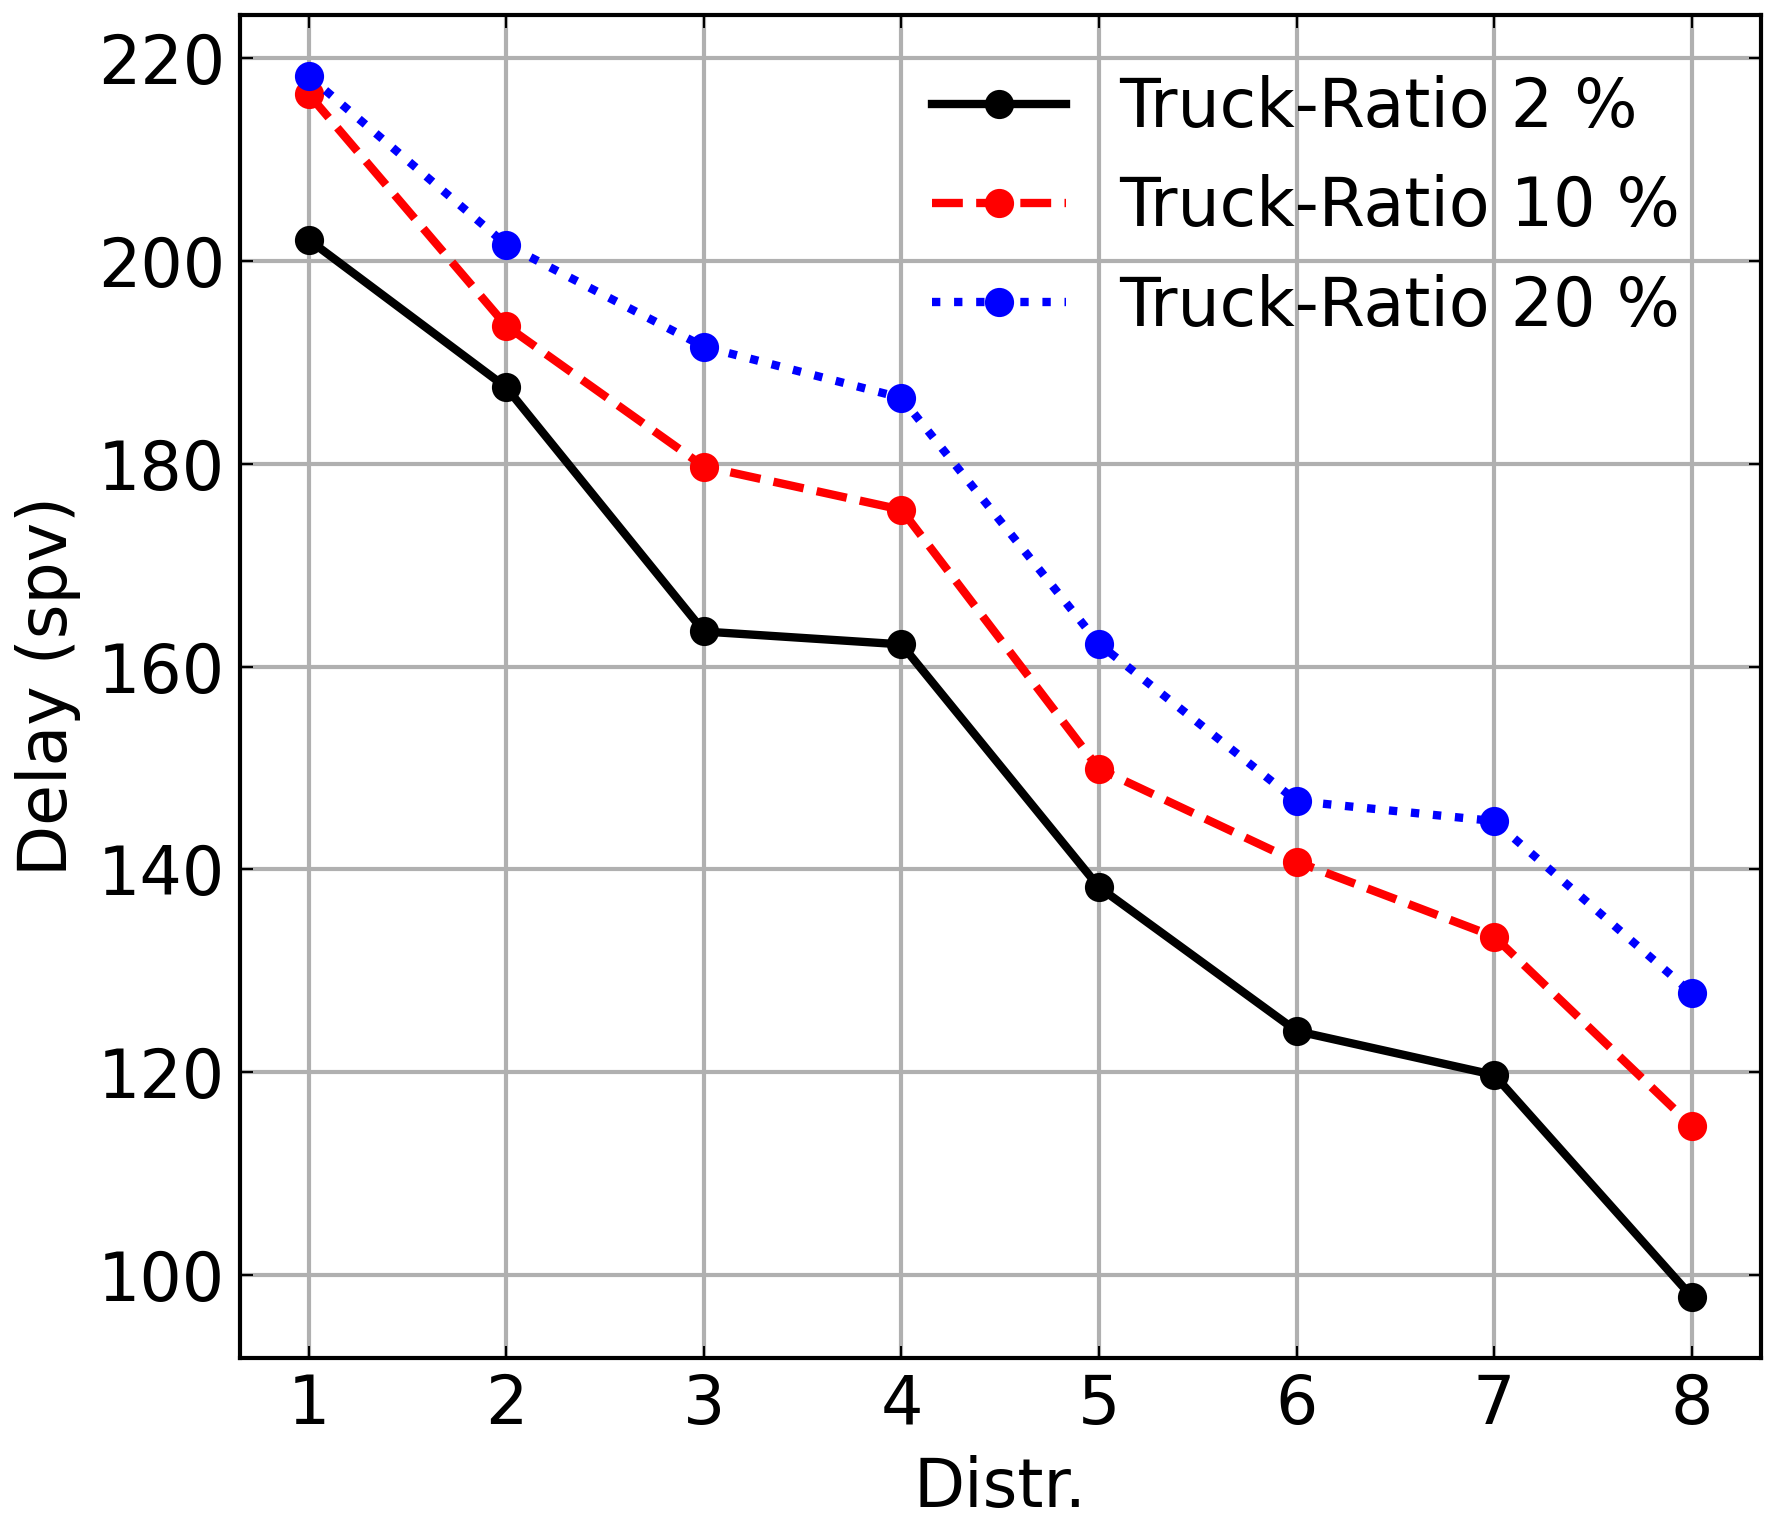 220
200
180
160
140
120
100
Delay (spv)
Truck-Ratio 2 %
Truck-Ratio 10 %
Truck-Ratio 20 %
1 2 3 4 5 6 7 8
Distr.